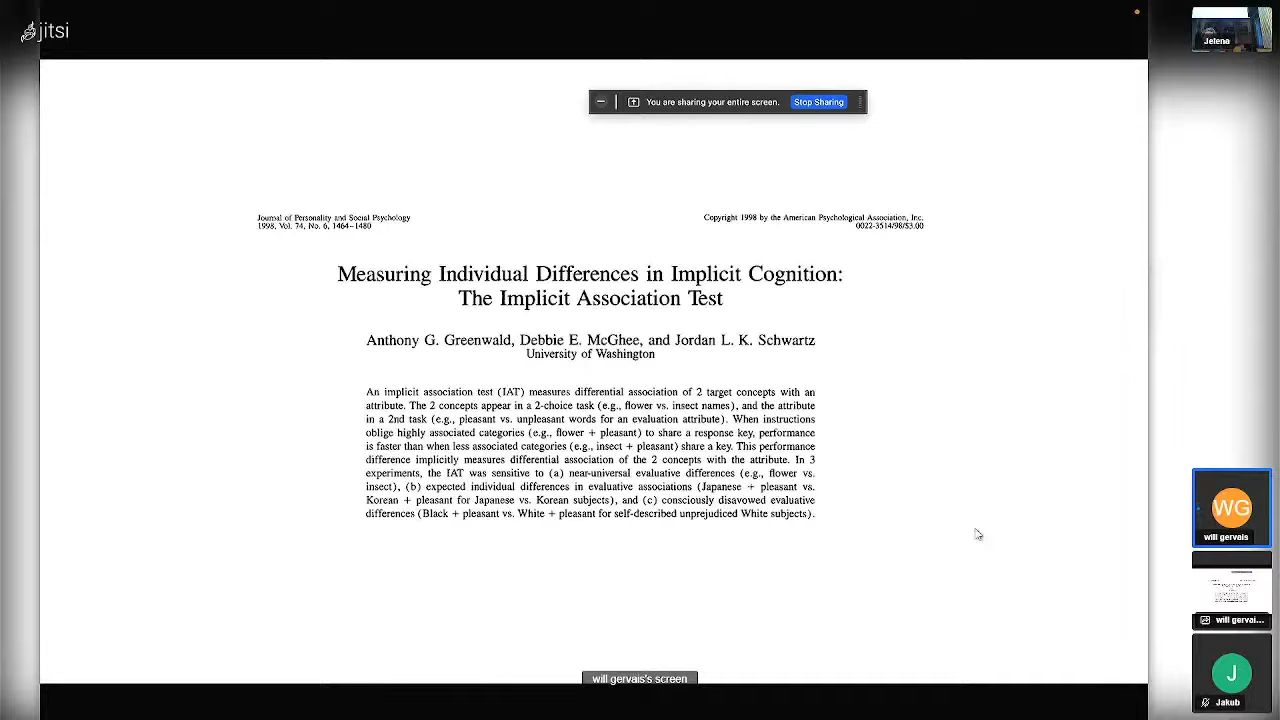 jitsi
Jelena
You are sharing your entire screen. Stop Sharing
Journal of Personality and Social Psychology
1998, Vol. 74, No. 6, 1464–1480
Copyright 1998 by the American Psychological Association, Inc.
0022-3514/98/$3.00
Measuring Individual Differences in Implicit Cognition:
The Implicit Association Test
Anthony G. Greenwald, Debbie E. McGhee, and Jordan L. K. Schwartz
University of Washington
An implicit association test (IAT) measures differential association of 2 target concepts with an
attribute. The 2 concepts appear in a 2-choice task (e.g., flower vs. insect names), and the attribute
in a 2nd task (e.g., pleasant vs. unpleasant words for an evaluation attribute). When instructions
oblige highly associated categories (e.g., flower + pleasant) to share a response key, performance
is faster than when less associated categories (e.g., insect + pleasant) share a key. This performance
difference implicitly measures differential association of the 2 concepts with the attribute. In 3
experiments, the IAT was sensitive to (a) near-universal evaluative differences (e.g., flower vs.
insect), (b) expected individual differences in evaluative associations (Japanese + pleasant vs.
Korean + pleasant for Japanese vs. Korean subjects), and (c) consciously disavowed evaluative
differences (Black + pleasant vs. White + pleasant for self-described unprejudiced White subjects).
WG
will gervais
will gervai...
will gervais's screen
J
Jakub